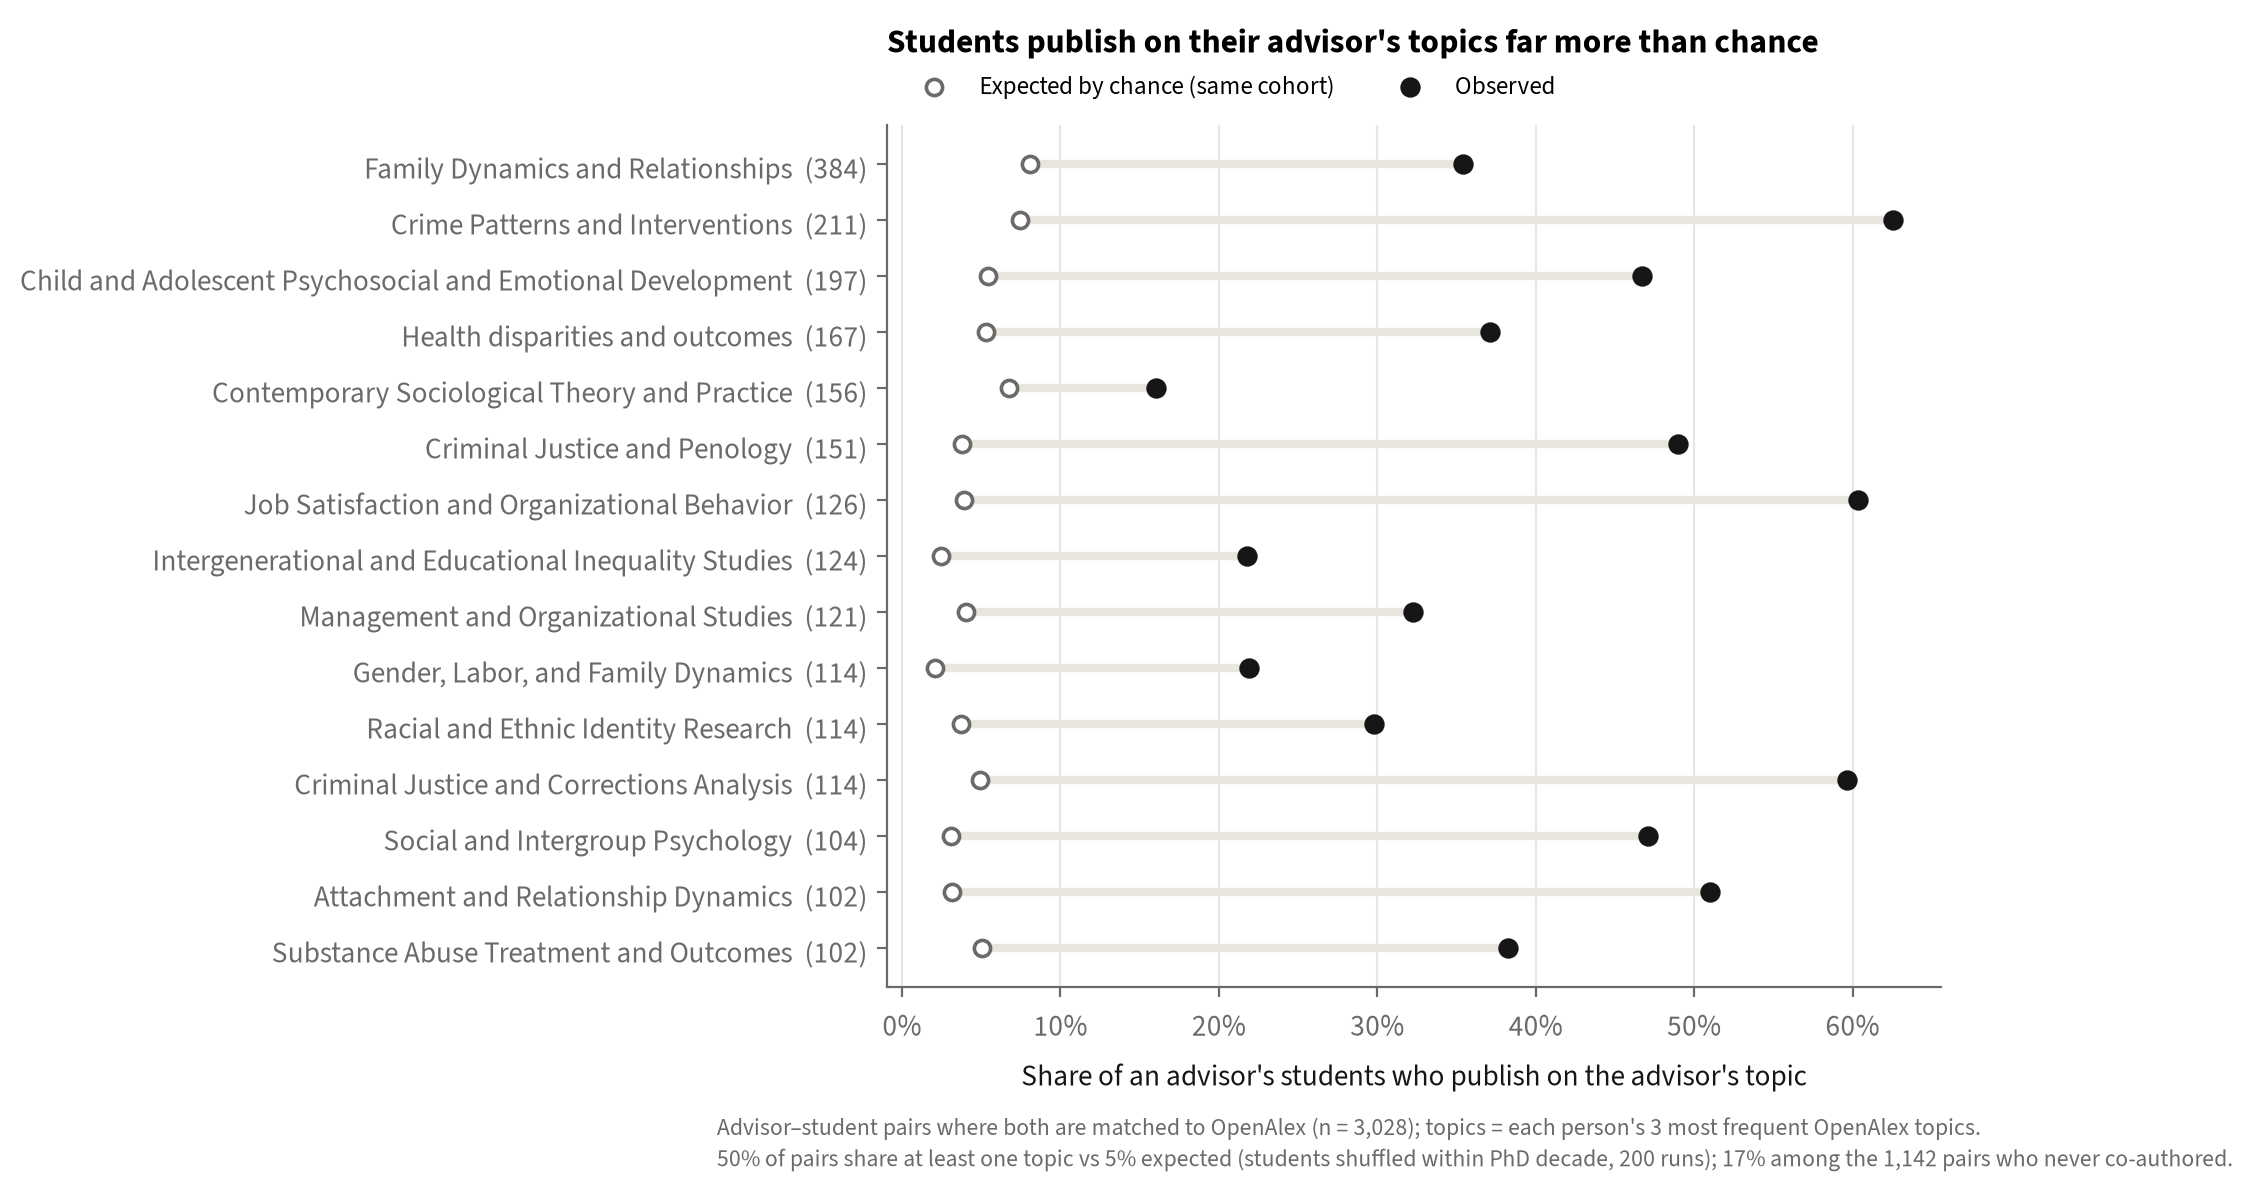 Students publish on their advisor's topics far more than chance
Expected by chance (same cohort) Observed
Family Dynamics and Relationships (384)
Crime Patterns and Interventions (211)
Child and Adolescent Psychosocial and Emotional Development (197)
Health disparities and outcomes (167)
Contemporary Sociological Theory and Practice (156)
Criminal Justice and Penology (151)
Job Satisfaction and Organizational Behavior (126)
Intergenerational and Educational Inequality Studies (124)
Management and Organizational Studies (121)
Gender, Labor, and Family Dynamics (114)
Racial and Ethnic Identity Research (114)
Criminal Justice and Corrections Analysis (114)
Social and Intergroup Psychology (104)
Attachment and Relationship Dynamics (102)
Substance Abuse Treatment and Outcomes (102)
0% 10% 20% 30% 40% 50% 60%
Share of an advisor's students who publish on the advisor's topic
Advisor–student pairs where both are matched to OpenAlex (n = 3,028); topics = each person's 3 most frequent OpenAlex topics.
50% of pairs share at least one topic vs 5% expected (students shuffled within PhD decade, 200 runs); 17% among the 1,142 pairs who never co-authored.